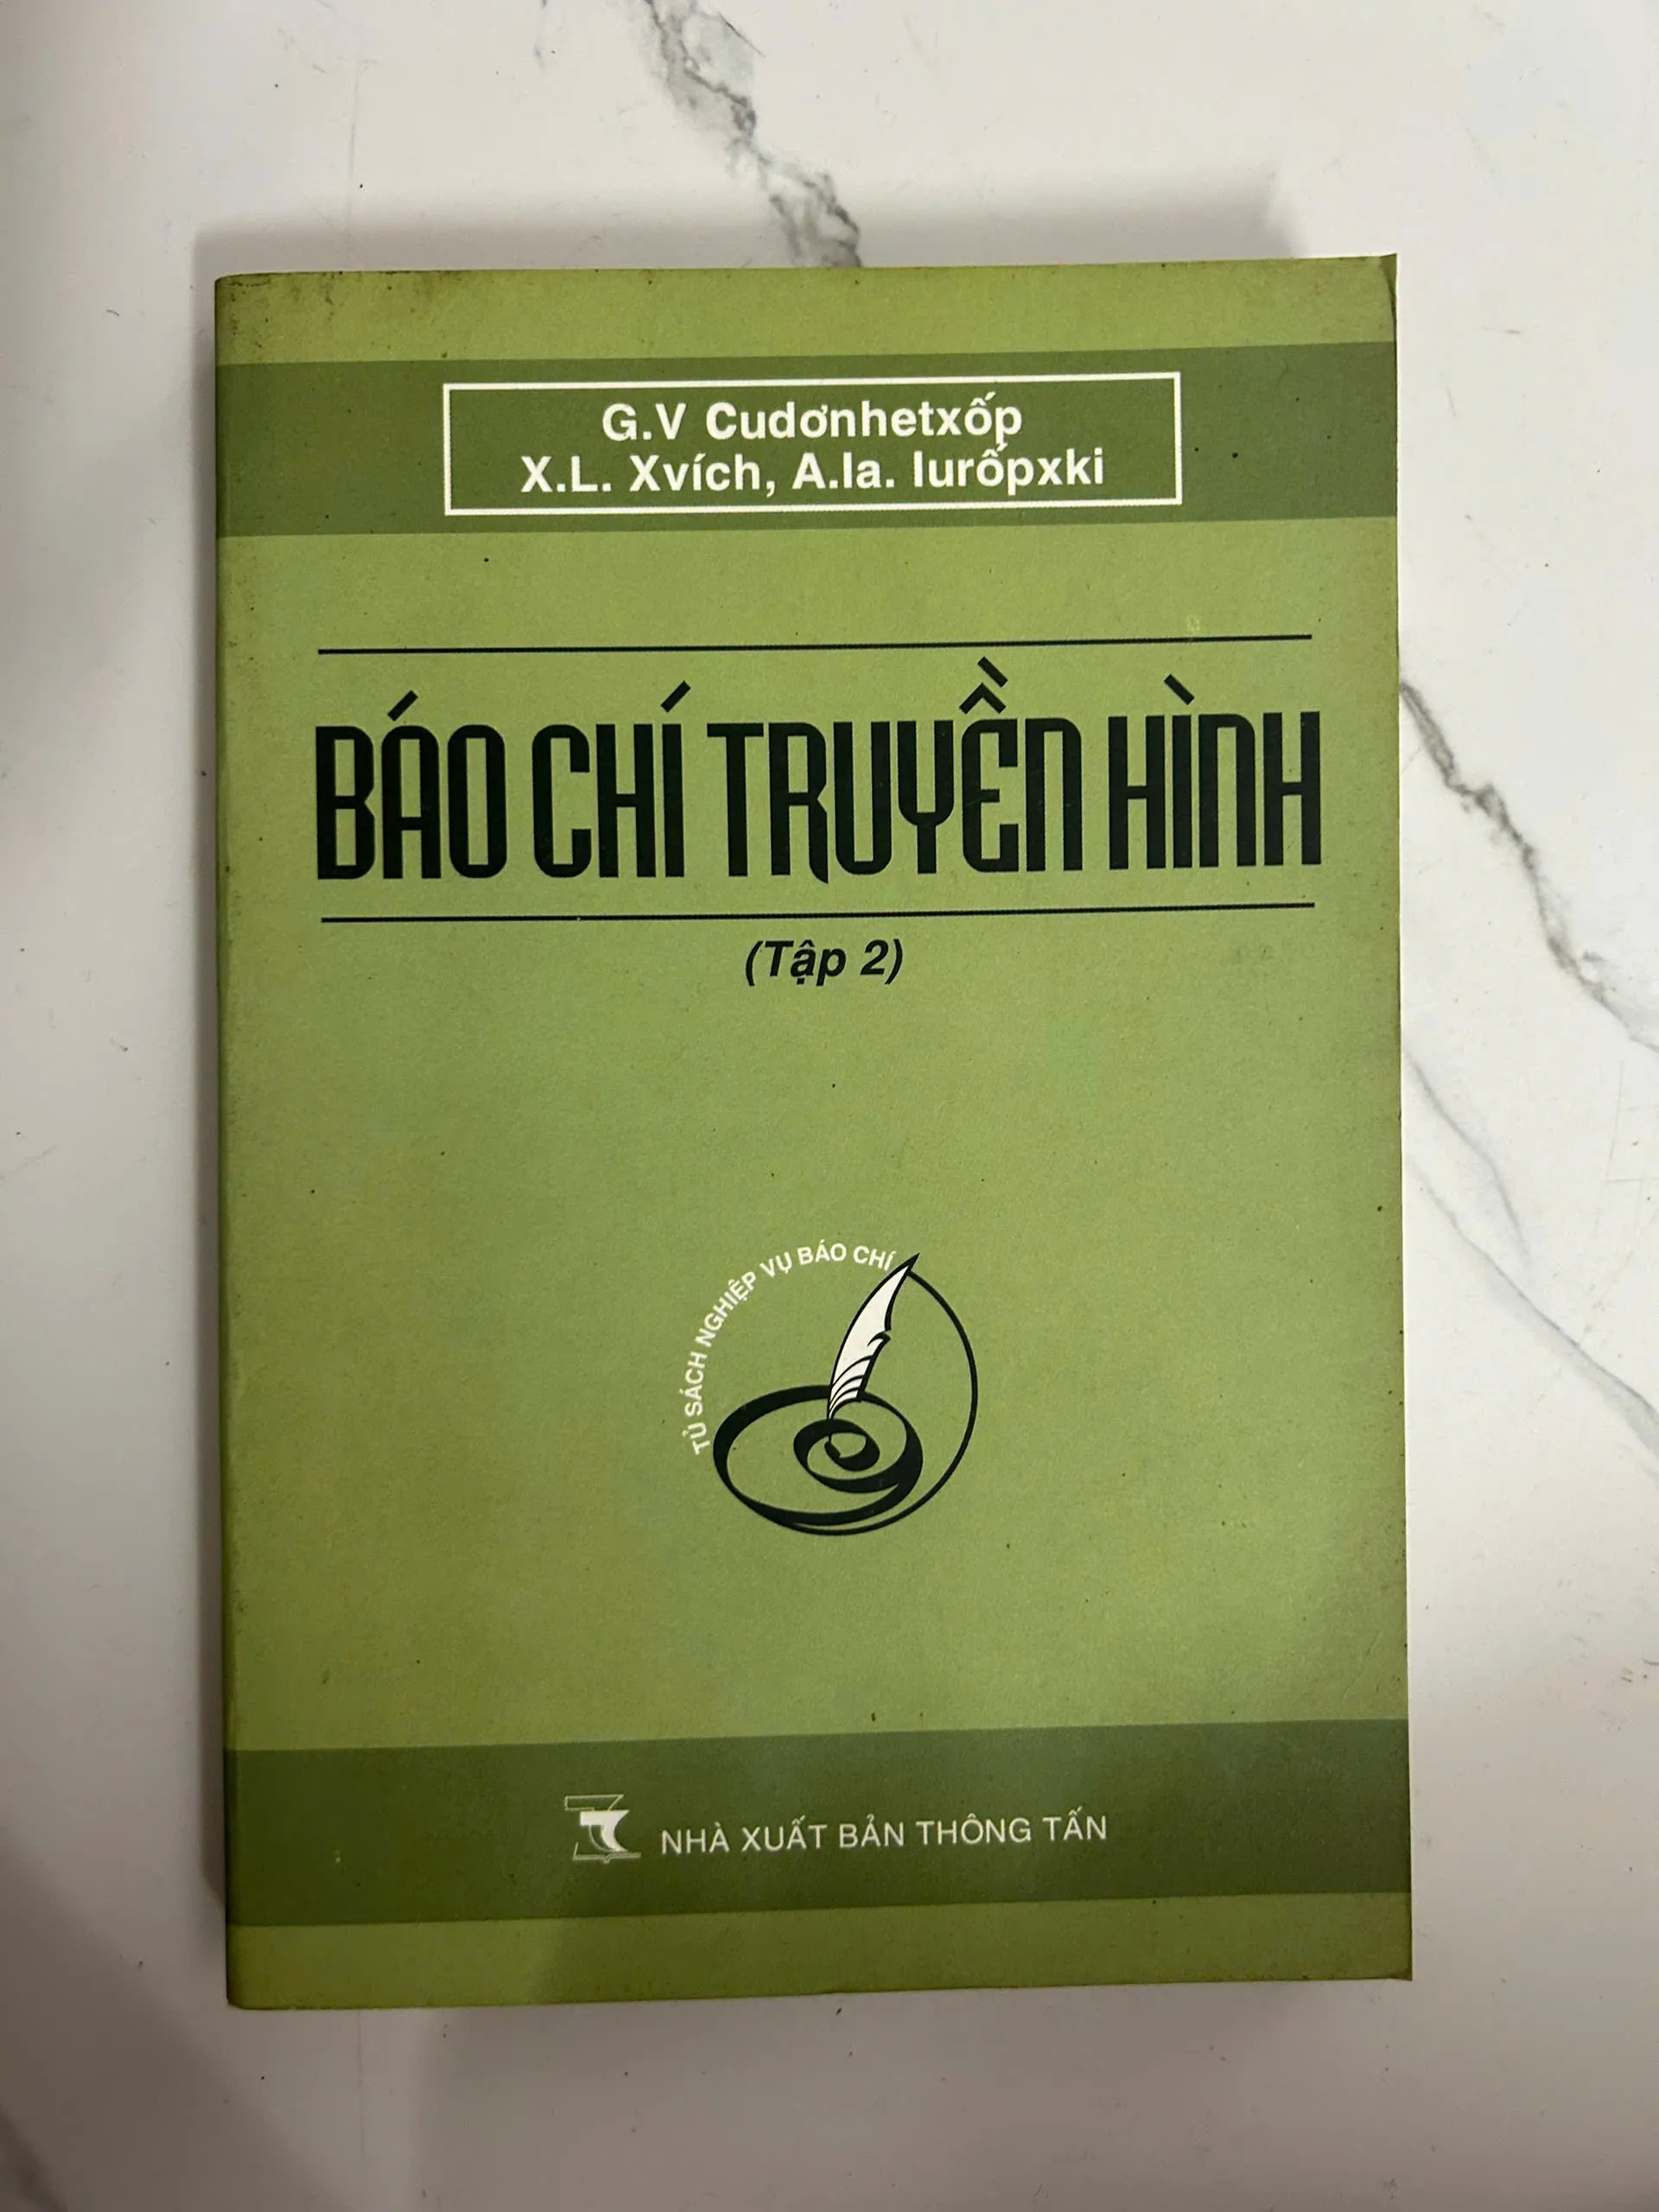 G.V Cudơnhetxốp
X.L. Xvích, A.Ia. Iurốpxki
BÁO CHÍ TRUYỀN HÌNH
(Tập 2)
TỦ SÁCH NGHIỆP VỤ BÁO CHÍ
NHÀ XUẤT BẢN THÔNG TẤN